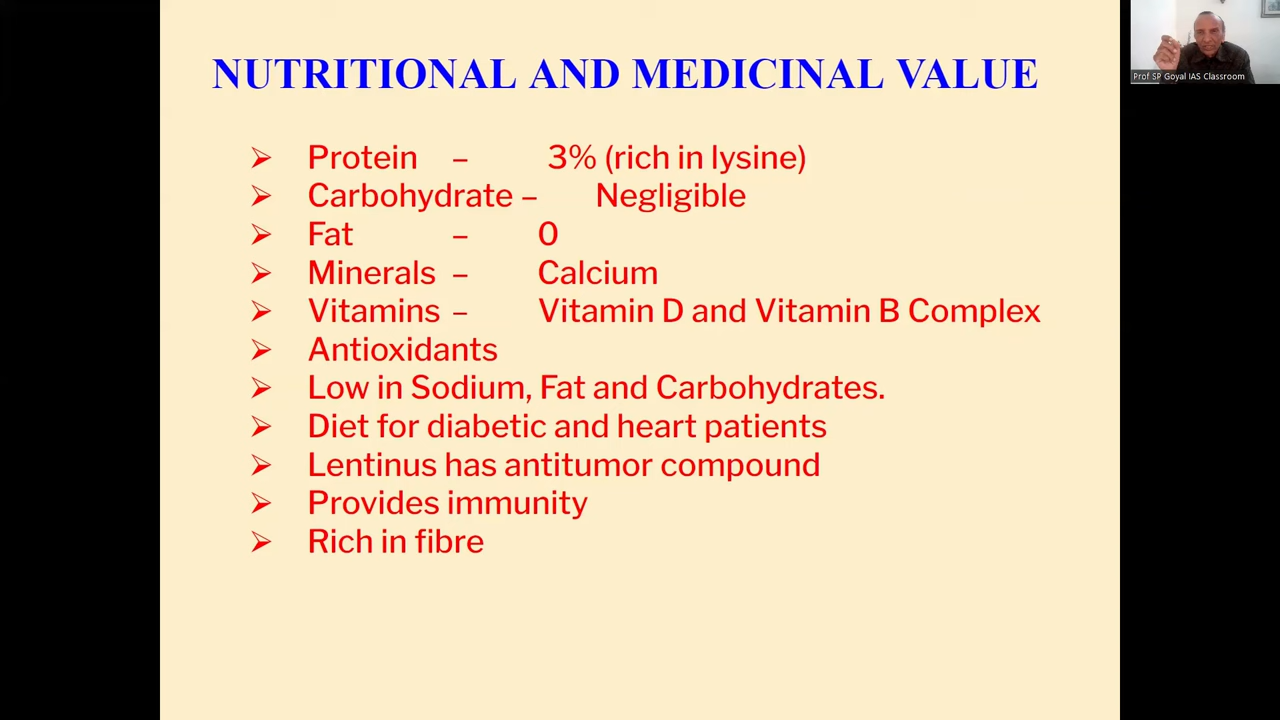 NUTRITIONAL AND MEDICINAL VALUE
Prof SP Goyal IAS Classroom
➢ Protein – 3% (rich in lysine)
➢ Carbohydrate – Negligible
➢ Fat – 0
➢ Minerals – Calcium
➢ Vitamins – Vitamin D and Vitamin B Complex
➢ Antioxidants
➢ Low in Sodium, Fat and Carbohydrates.
➢ Diet for diabetic and heart patients
➢ Lentinus has antitumor compound
➢ Provides immunity
➢ Rich in fibre